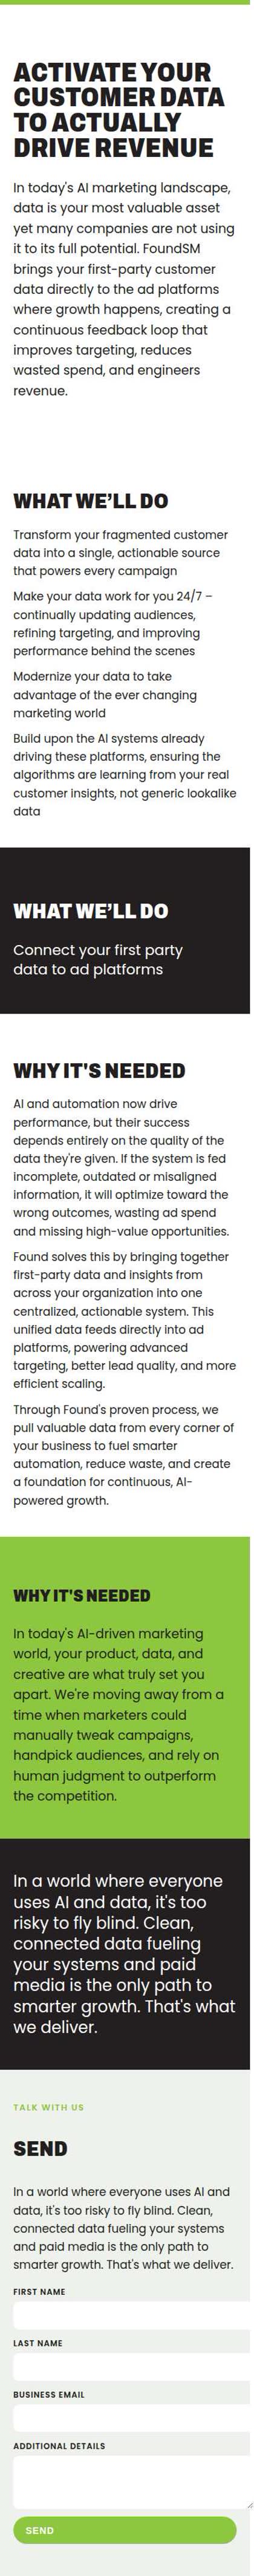 ACTIVATE YOUR
CUSTOMER DATA
TO ACTUALLY
DRIVE REVENUE
In today's AI marketing landscape,
data is your most valuable asset
yet many companies are not using
it to its full potential. FoundSM
brings your first-party customer
data directly to the ad platforms
where growth happens, creating a
continuous feedback loop that
improves targeting, reduces
wasted spend, and engineers
revenue.
WHAT WE’LL DO
Transform your fragmented customer
data into a single, actionable source
that powers every campaign
Make your data work for you 24/7 –
continually updating audiences,
refining targeting, and improving
performance behind the scenes
Modernize your data to take
advantage of the ever changing
marketing world
Build upon the AI systems already
driving these platforms, ensuring the
algorithms are learning from your real
customer insights, not generic lookalike
data
WHAT WE’LL DO
Connect your first party
data to ad platforms
WHY IT'S NEEDED
AI and automation now drive
performance, but their success
depends entirely on the quality of the
data they're given. If the system is fed
incomplete, outdated or misaligned
information, it will optimize toward the
wrong outcomes, wasting ad spend
and missing high-value opportunities.
Found solves this by bringing together
first-party data and insights from
across your organization into one
centralized, actionable system. This
unified data feeds directly into ad
platforms, powering advanced
targeting, better lead quality, and more
efficient scaling.
Through Found's proven process, we
pull valuable data from every corner of
your business to fuel smarter
automation, reduce waste, and create
a foundation for continuous, AI-
powered growth.
WHY IT'S NEEDED
In today's AI-driven marketing
world, your product, data, and
creative are what truly set you
apart. We're moving away from a
time when marketers could
manually tweak campaigns,
handpick audiences, and rely on
human judgment to outperform
the competition.
In a world where everyone
uses AI and data, it's too
risky to fly blind. Clean,
connected data fueling
your systems and paid
media is the only path to
smarter growth. That's what
we deliver.
TALK WITH US
SEND
In a world where everyone uses AI and
data, it's too risky to fly blind. Clean,
connected data fueling your systems
and paid media is the only path to
smarter growth. That's what we deliver.
FIRST NAME
LAST NAME
BUSINESS EMAIL
ADDITIONAL DETAILS
SEND